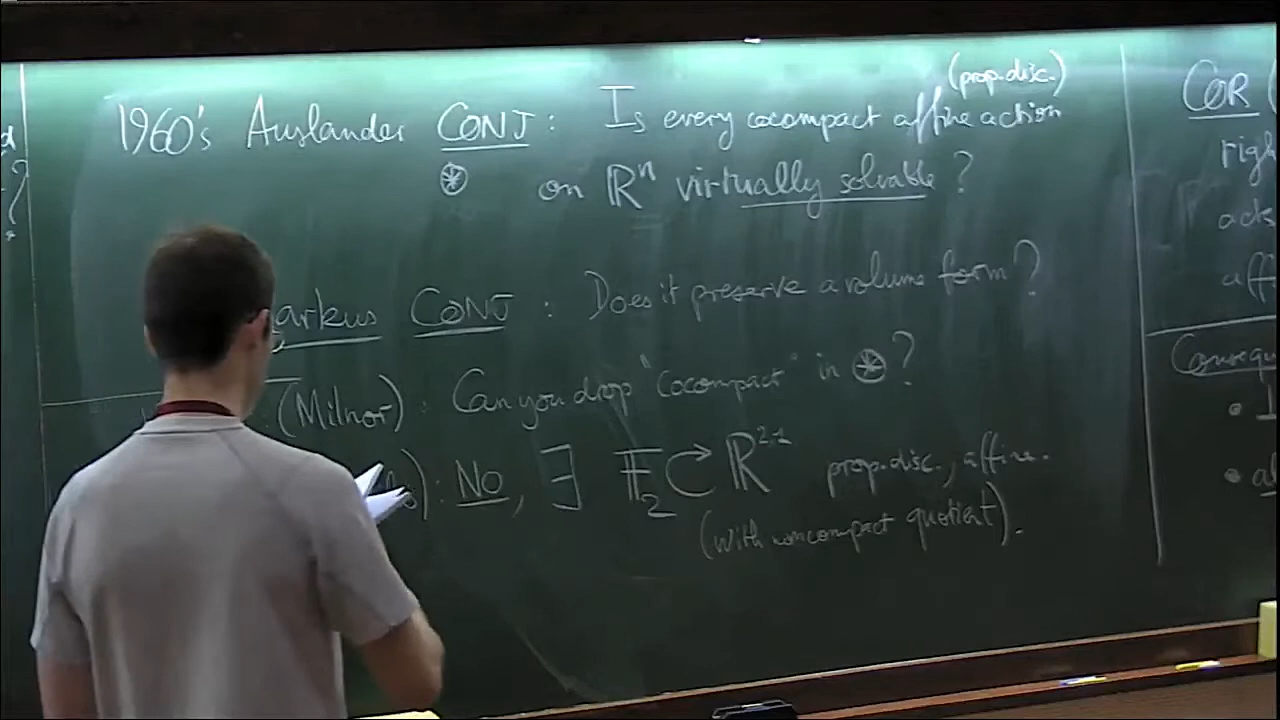 (prop. disc.)
1960's Auslander CONJ : Is every cocompact affine action
⊛ on ℝⁿ virtually solvable ?
arkus CONJ : Does it preserve a volume form ?
(Milnor) : Can you drop "cocompact" in ⊛ ?
) : No, ∃ 𝔽₂ ⊂→ ℝ²·¹ prop. disc., affine.
(with noncompact quotient).
COR (
righ
acts
aff
Consequ
• I
• al
?